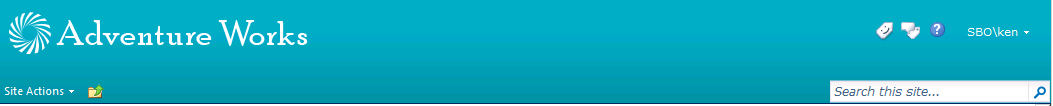 Adventure Works
SBO\ken
Site Actions
Search this site...